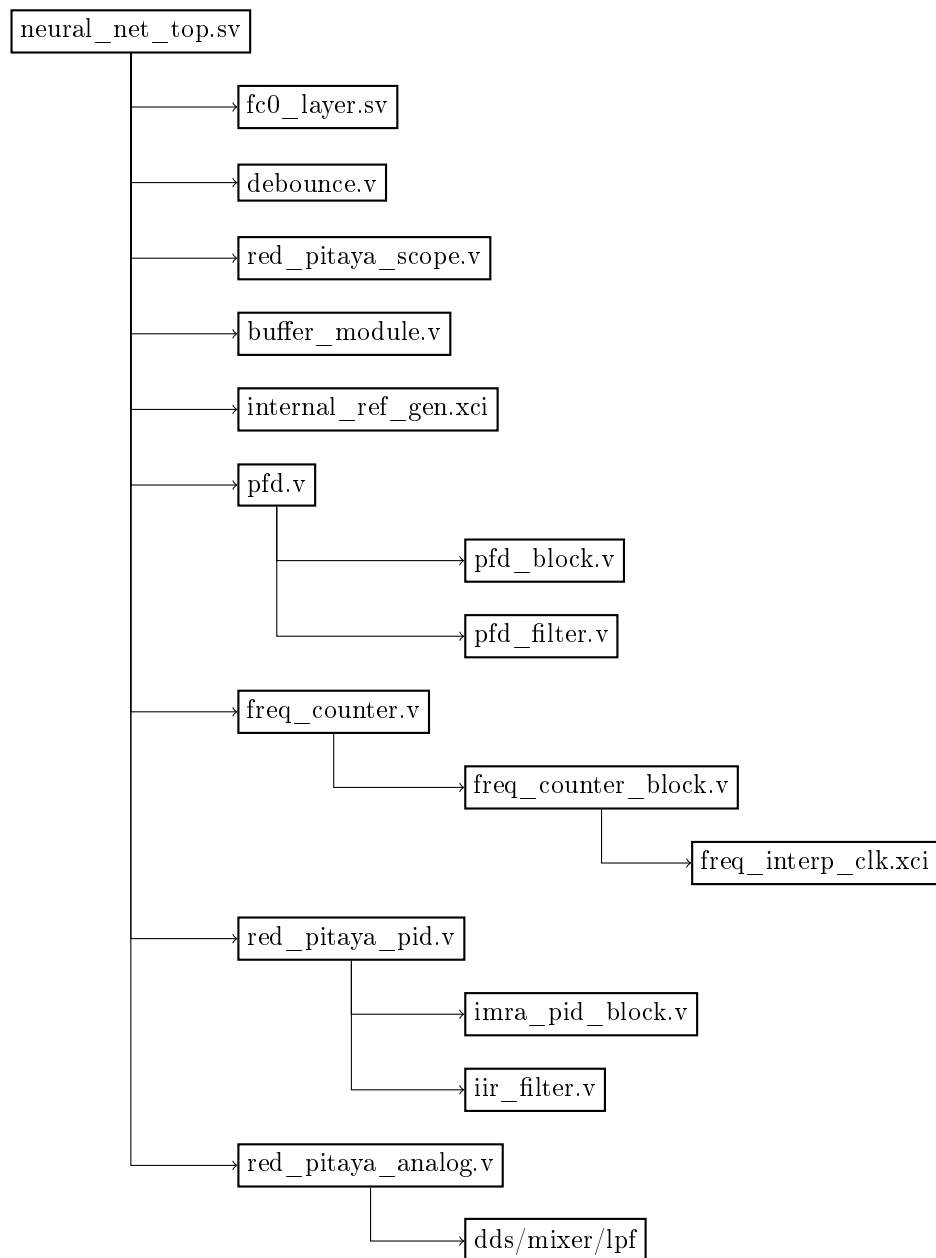 neural_net_top.sv
fc0_layer.sv
debounce.v
red_pitaya_scope.v
buffer_module.v
internal_ref_gen.xci
pfd.v
pfd_block.v
pfd_filter.v
freq_counter.v
freq_counter_block.v
freq_interp_clk.xci
red_pitaya_pid.v
imra_pid_block.v
iir_filter.v
red_pitaya_analog.v
dds/mixer/lpf